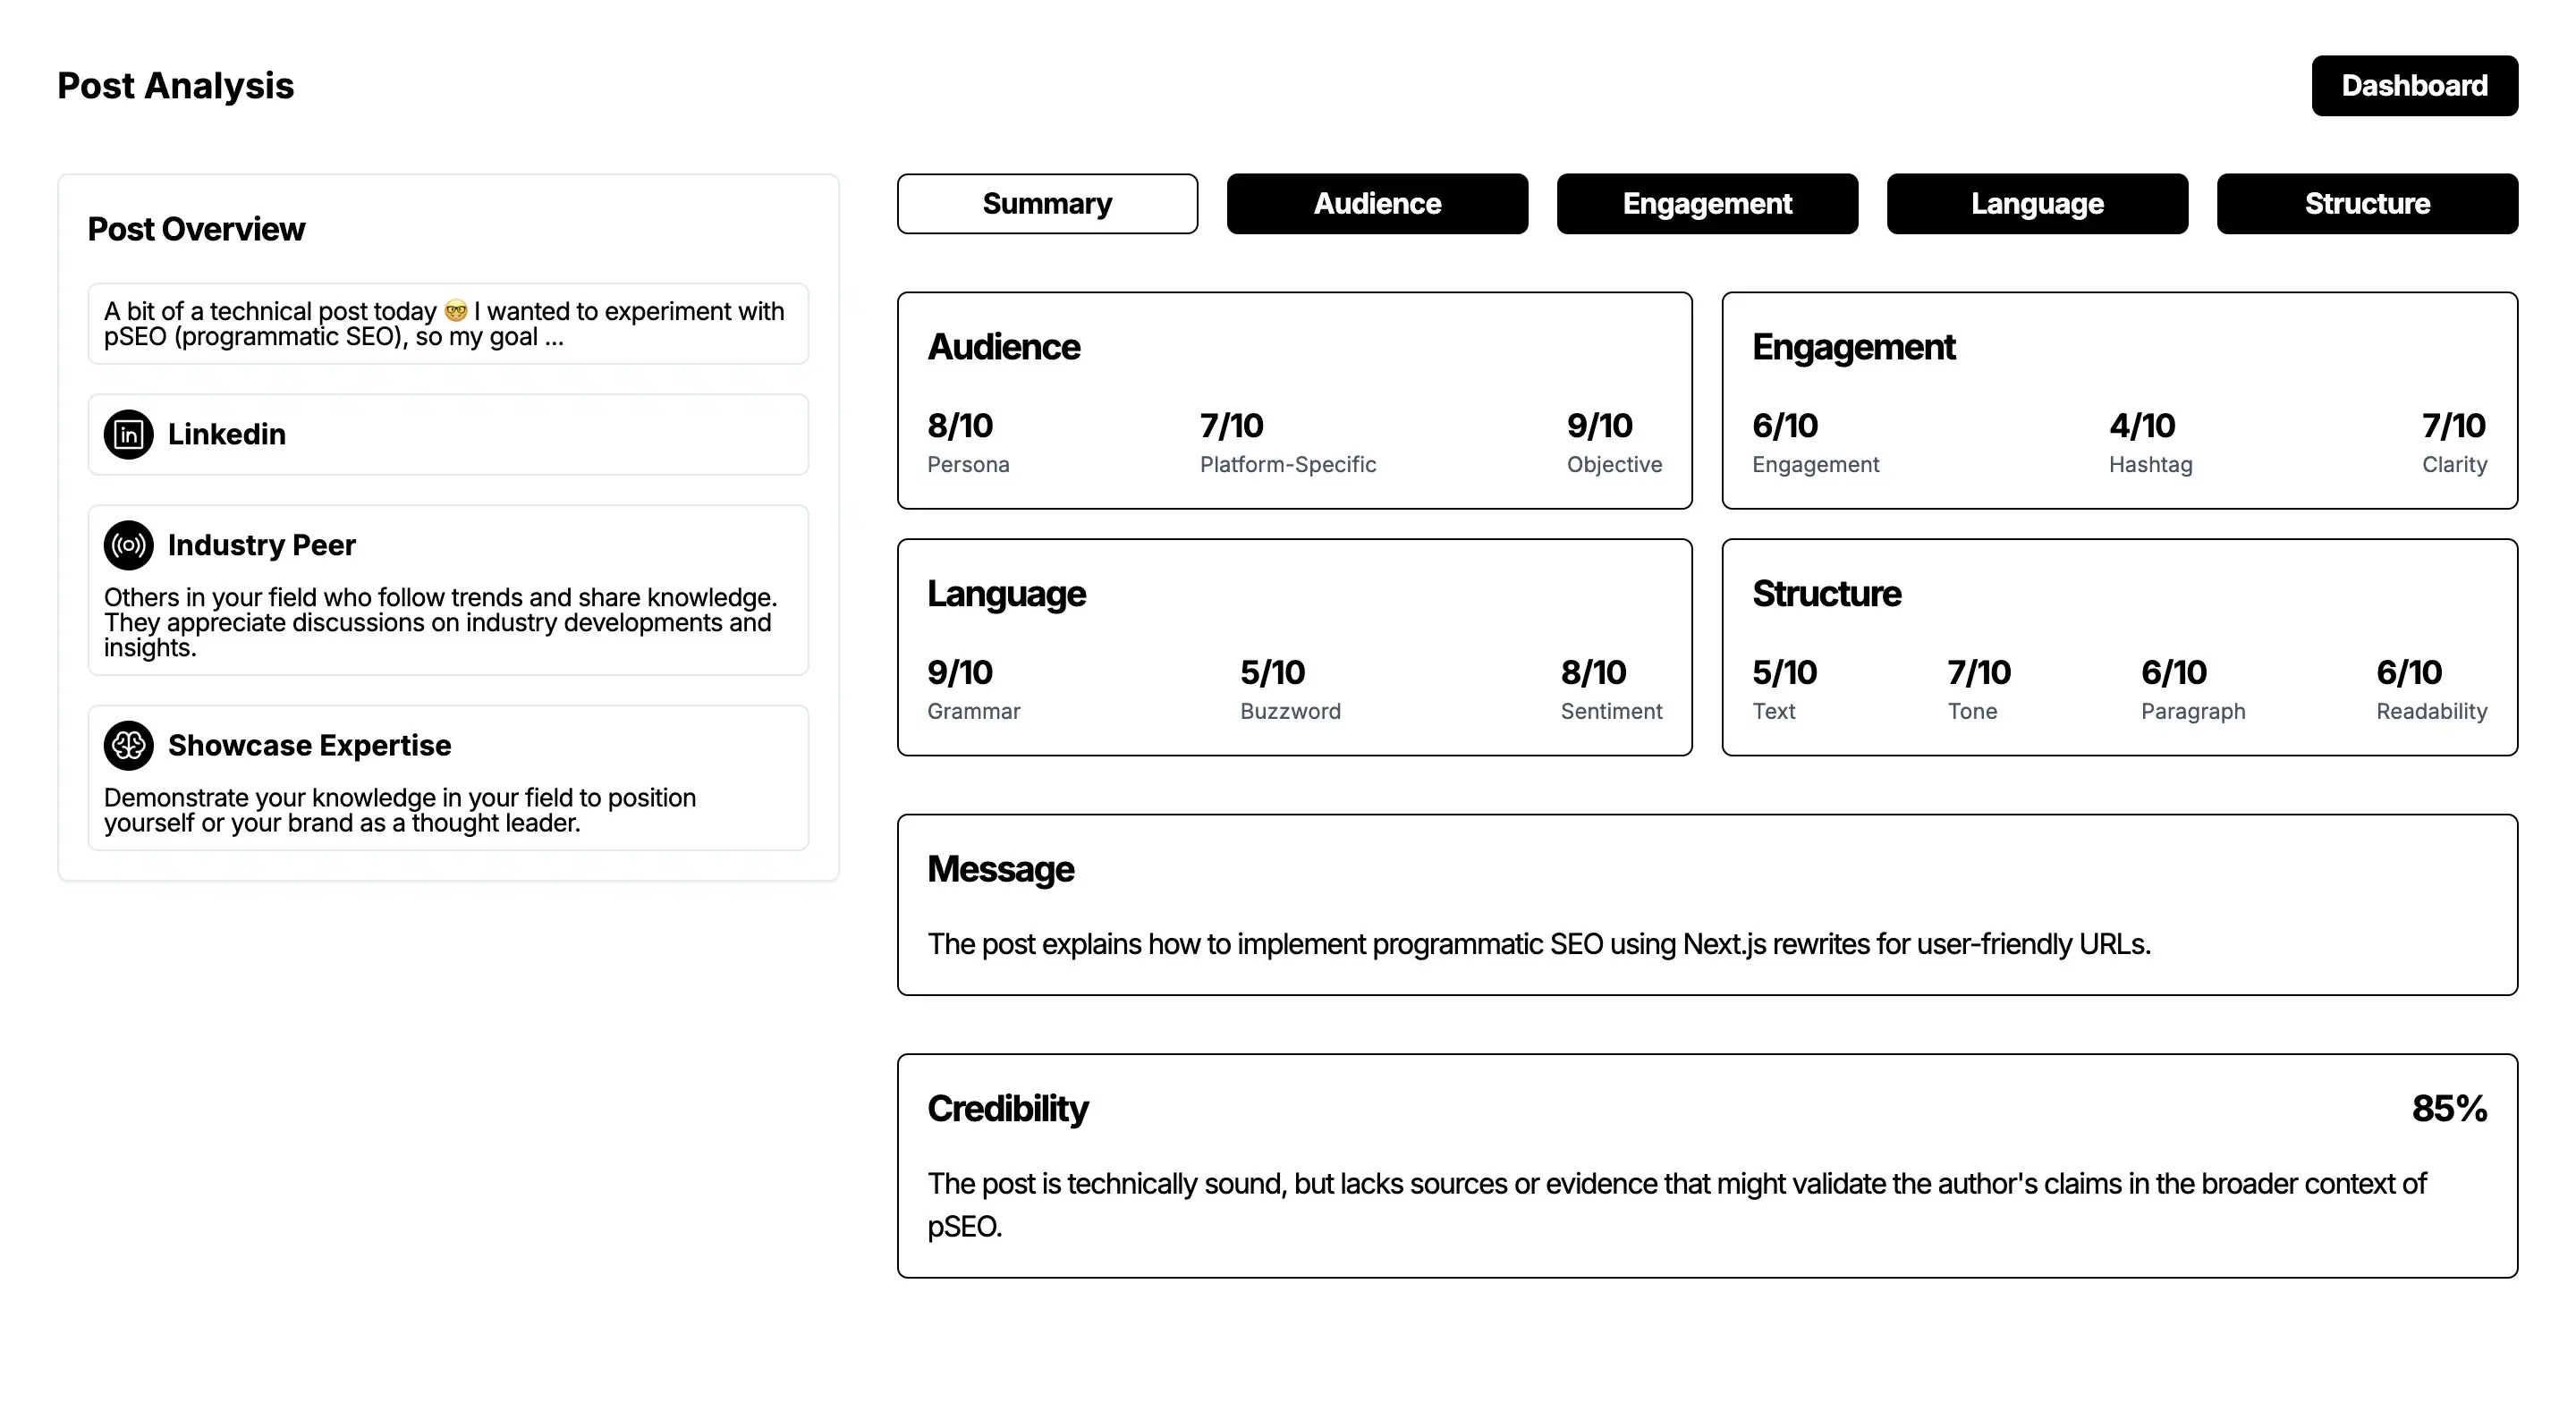 Post Analysis
Dashboard
Post Overview
A bit of a technical post today 🤓 I wanted to experiment with
pSEO (programmatic SEO), so my goal ...
in
Linkedin
Industry Peer
Others in your field who follow trends and share knowledge.
They appreciate discussions on industry developments and
insights.
Showcase Expertise
Demonstrate your knowledge in your field to position
yourself or your brand as a thought leader.
Summary
Audience
Engagement
Language
Structure
Audience
8/10
Persona
7/10
Platform-Specific
9/10
Objective
Engagement
6/10
Engagement
4/10
Hashtag
7/10
Clarity
Language
9/10
Grammar
5/10
Buzzword
8/10
Sentiment
Structure
5/10
Text
7/10
Tone
6/10
Paragraph
6/10
Readability
Message
The post explains how to implement programmatic SEO using Next.js rewrites for user-friendly URLs.
Credibility
85%
The post is technically sound, but lacks sources or evidence that might validate the author's claims in the broader context of
pSEO.